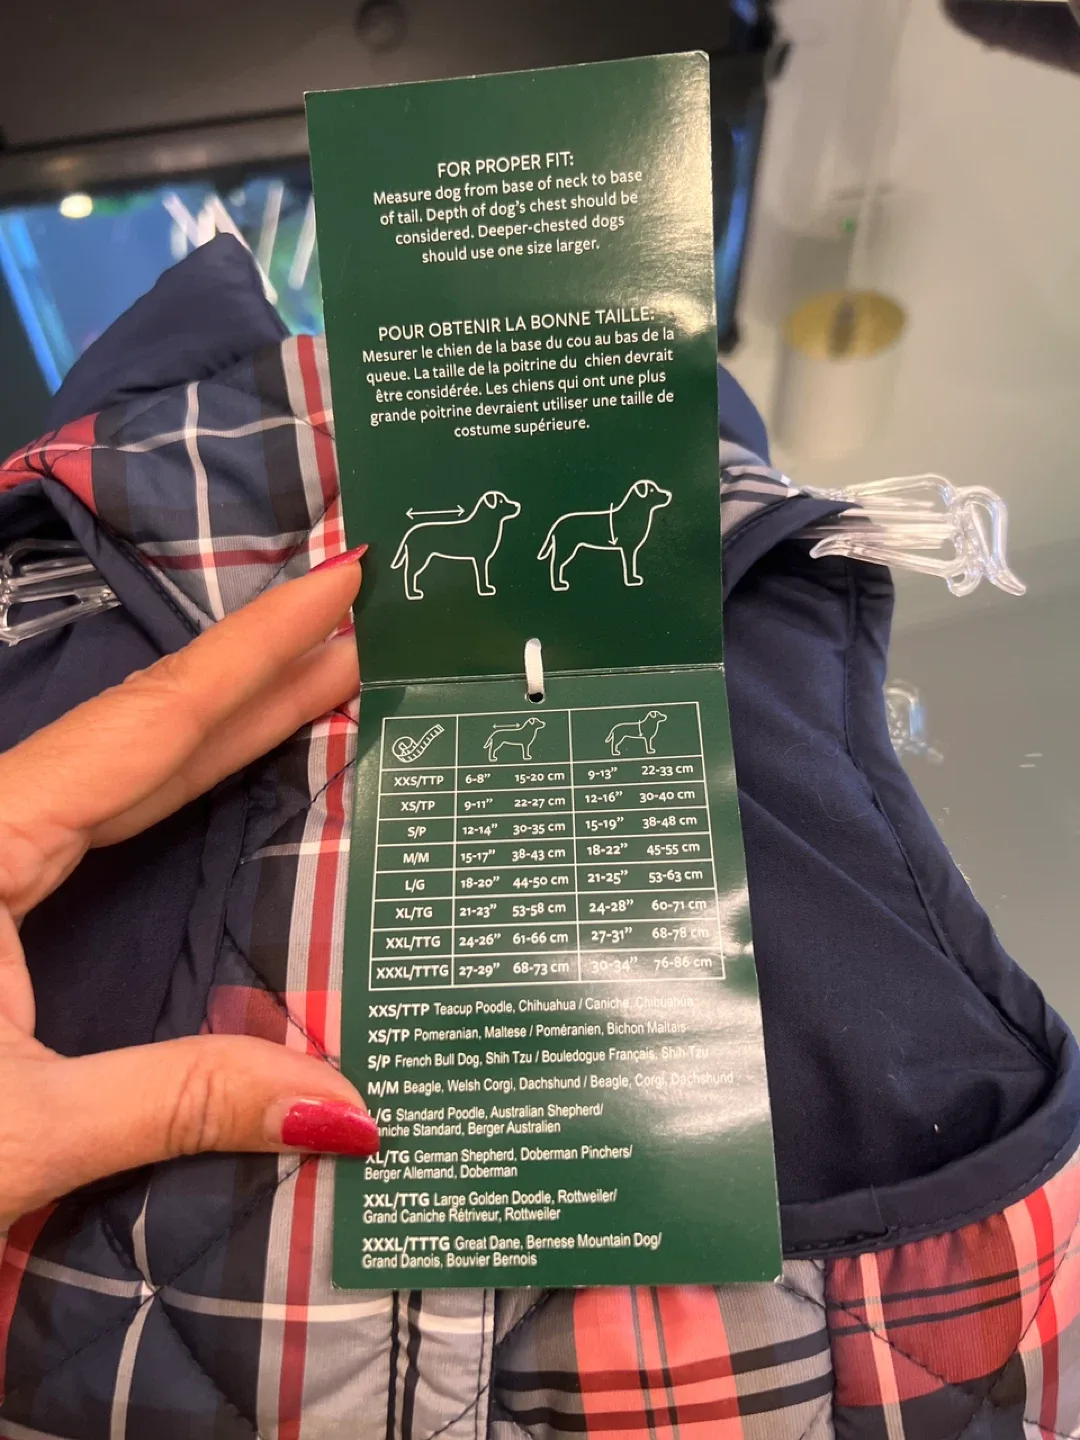 FOR PROPER FIT:
Measure dog from base of neck to base
of tail. Depth of dog's chest should be
considered. Deeper-chested dogs
should use one size larger.
POUR OBTENIR LA BONNE TAILLE:
Mesurer le chien de la base du cou au bas de la
queue. La taille de la poitrine du chien devrait
être considérée. Les chiens qui ont une plus
grande poitrine devraient utiliser une taille de
costume supérieure.
XXS/TTP 6-8" 15-20 cm 9-13" 22-33 cm
XS/TP 9-11" 22-27 cm 12-16" 30-40 cm
S/P 12-14" 30-35 cm 15-19" 38-48 cm
M/M 15-17" 38-43 cm 18-22" 45-55 cm
L/G 18-20" 44-50 cm 21-25" 53-63 cm
XL/TG 21-23" 53-58 cm 24-28" 60-71 cm
XXL/TTG 24-26" 61-66 cm 27-31" 68-78 cm
XXXL/TTTG 27-29" 68-73 cm 30-34" 76-86 cm
XXS/TTP Teacup Poodle, Chihuahua / Caniche, Chihuahua
XS/TP Pomeranian, Maltese / Poméranien, Bichon Maltais
S/P French Bull Dog, Shih Tzu / Bouledogue Français, Shih Tzu
M/M Beagle, Welsh Corgi, Dachshund / Beagle, Corgi, Dachshund
L/G Standard Poodle, Australian Shepherd/
Caniche Standard, Berger Australien
XL/TG German Shepherd, Doberman Pinchers/
Berger Allemand, Doberman
XXL/TTG Large Golden Doodle, Rottweiler/
Grand Caniche Rétriveur, Rottweiler
XXXL/TTTG Great Dane, Bernese Mountain Dog/
Grand Danois, Bouvier Bernois